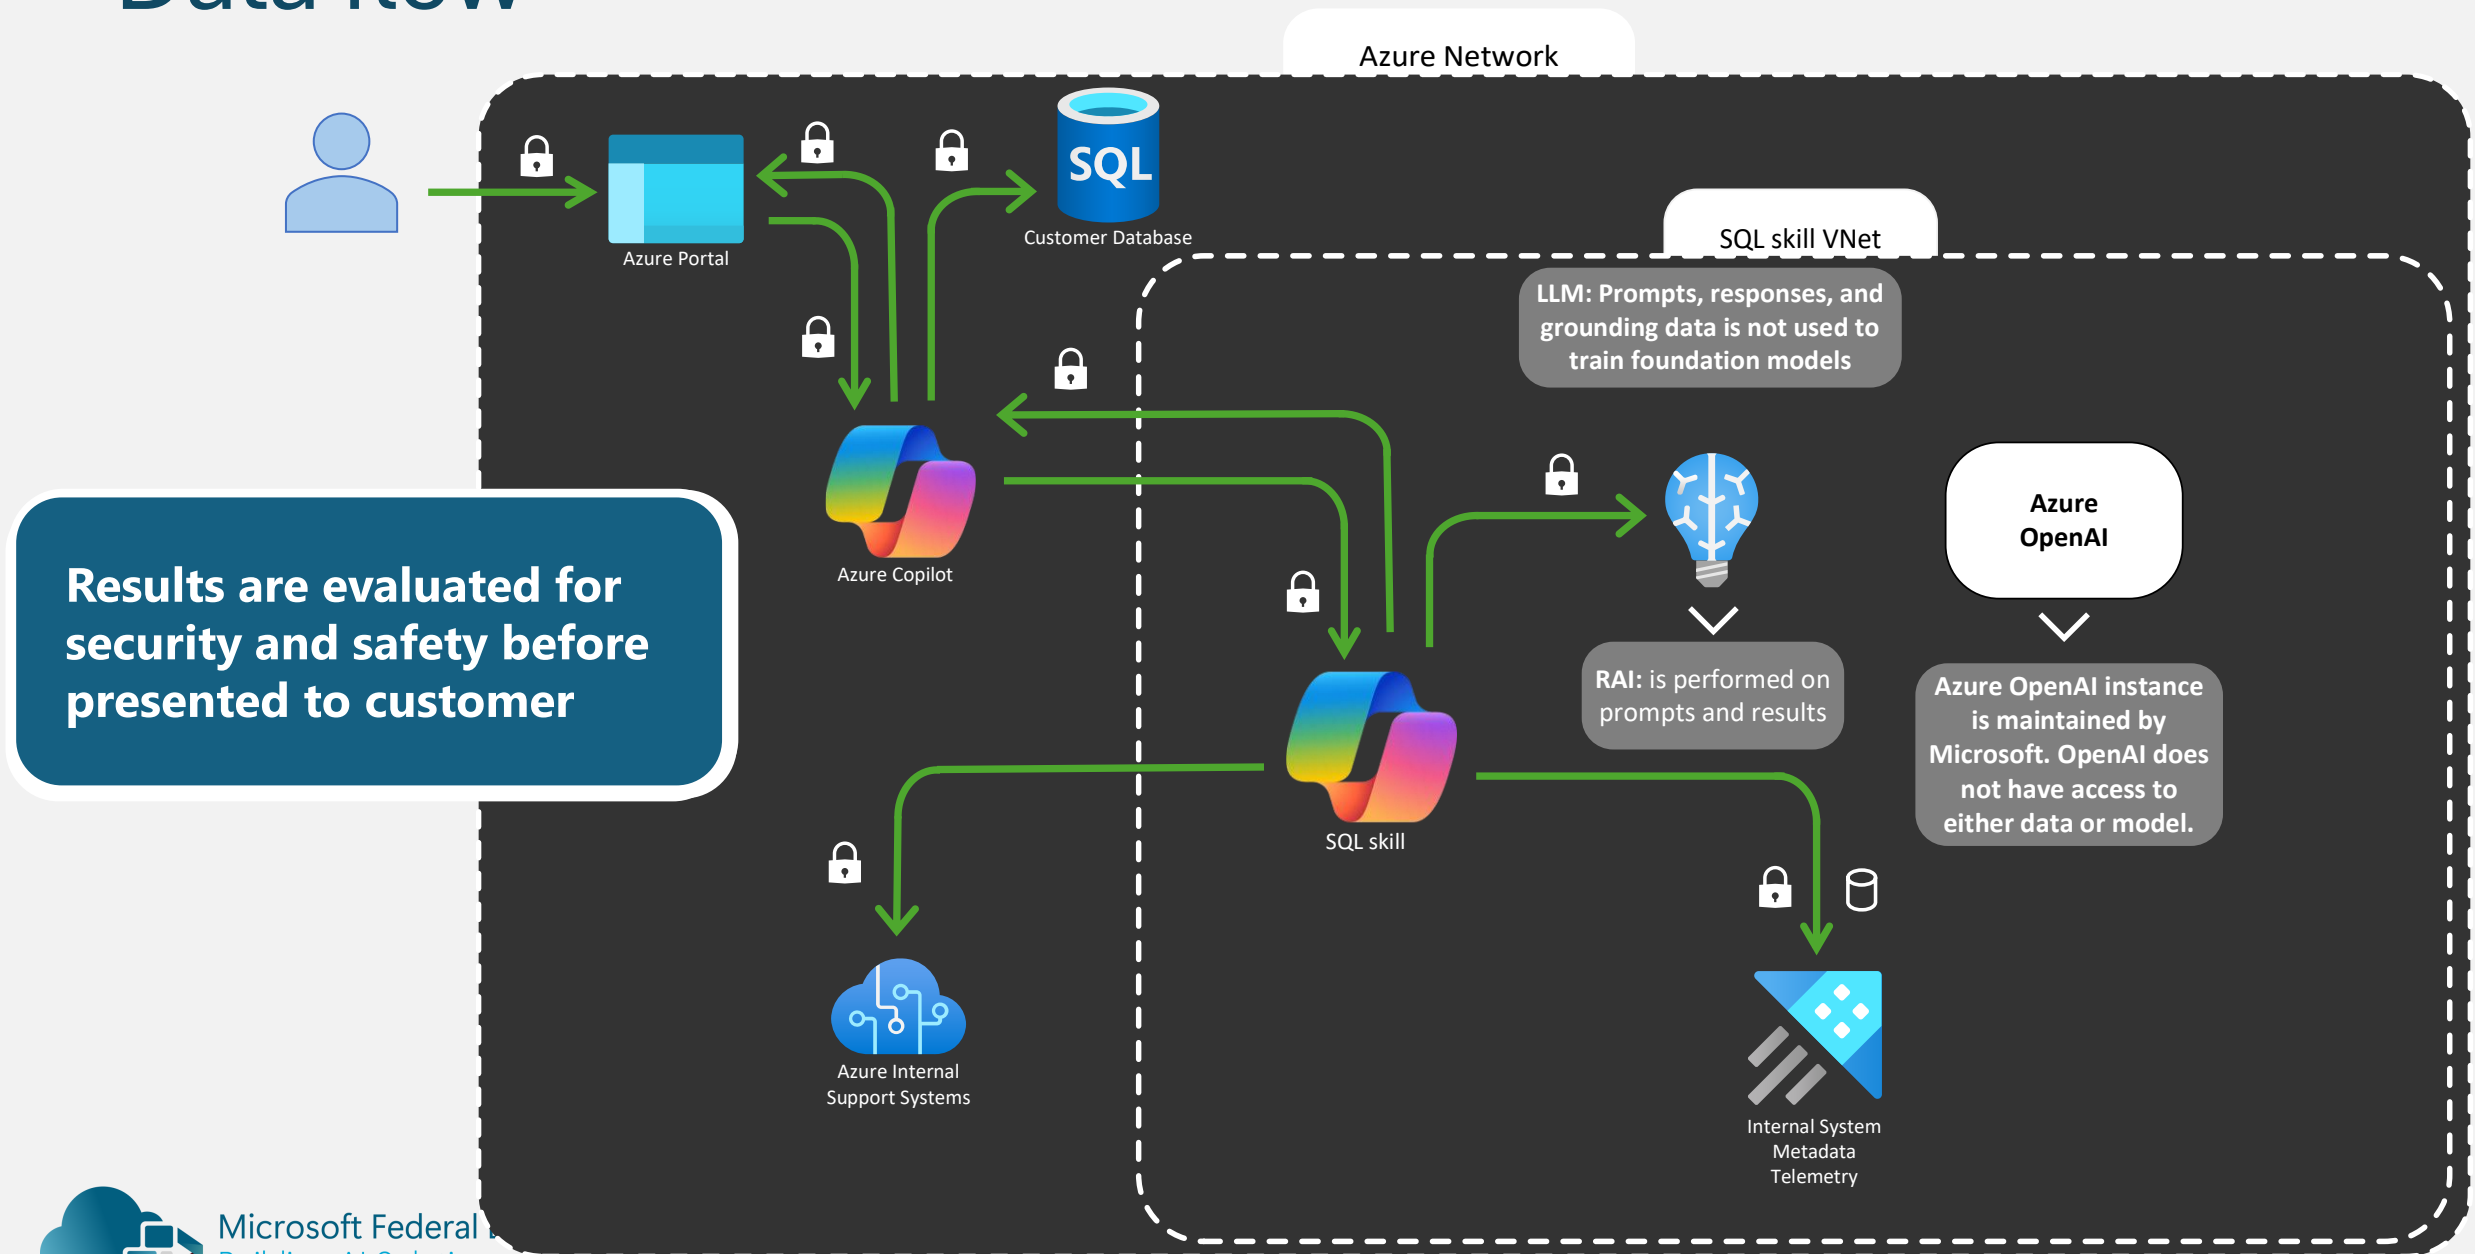 Data flow
Azure Network
SQL
Customer Database
Azure Portal
SQL skill VNet
LLM: Prompts, responses, and
grounding data is not used to
train foundation models
Azure
OpenAI
Azure Copilot
Results are evaluated for
security and safety before
presented to customer
RAI: is performed on
prompts and results
Azure OpenAI instance
is maintained by
Microsoft. OpenAI does
not have access to
either data or model.
SQL skill
Azure Internal
Support Systems
Internal System
Metadata
Telemetry
Microsoft Federal